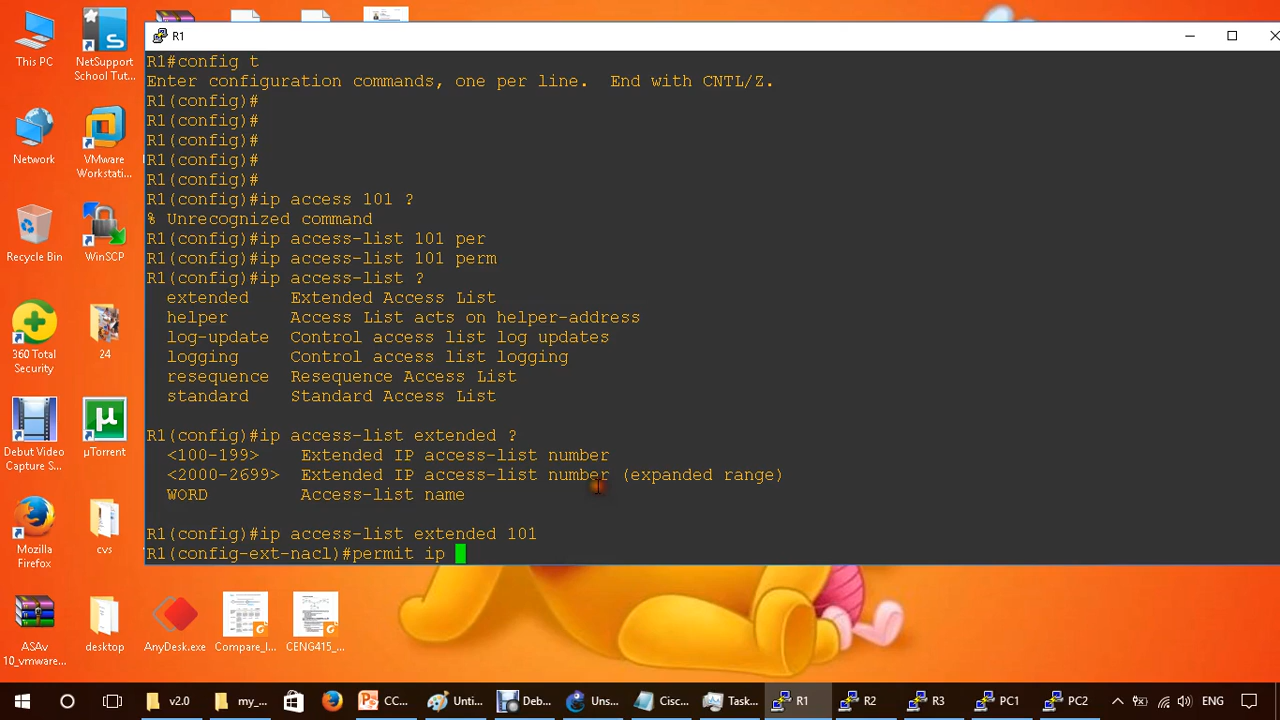 R1
R1#config t
Enter configuration commands, one per line.  End with CNTL/Z.
R1(config)#
R1(config)#
R1(config)#
R1(config)#
R1(config)#
R1(config)#ip access 101 ?
% Unrecognized command
R1(config)#ip access-list 101 per
R1(config)#ip access-list 101 perm
R1(config)#ip access-list ?
extended    Extended Access List
helper      Access List acts on helper-address
log-update  Control access list log updates
logging     Control access list logging
resequence  Resequence Access List
standard    Standard Access List
R1(config)#ip access-list extended ?
<100-199>    Extended IP access-list number
<2000-2699>  Extended IP access-list number (expanded range)
WORD         Access-list name
R1(config)#ip access-list extended 101
R1(config-ext-nacl)#permit ip
This PC
NetSupport
School Tut...
Network
VMware
Workstati...
Recycle Bin
WinSCP
360 Total
Security
24
Debut Video
Capture S...
µTorrent
Mozilla
Firefox
cvs
ASAv
10_vmware...
desktop
AnyDesk.exe
Compare_I...
CENG415_...
v2.0
my_...
CC...
Unti...
Deb...
Uns...
Cisc...
Task...
R1
R2
R3
PC1
PC2
ENG